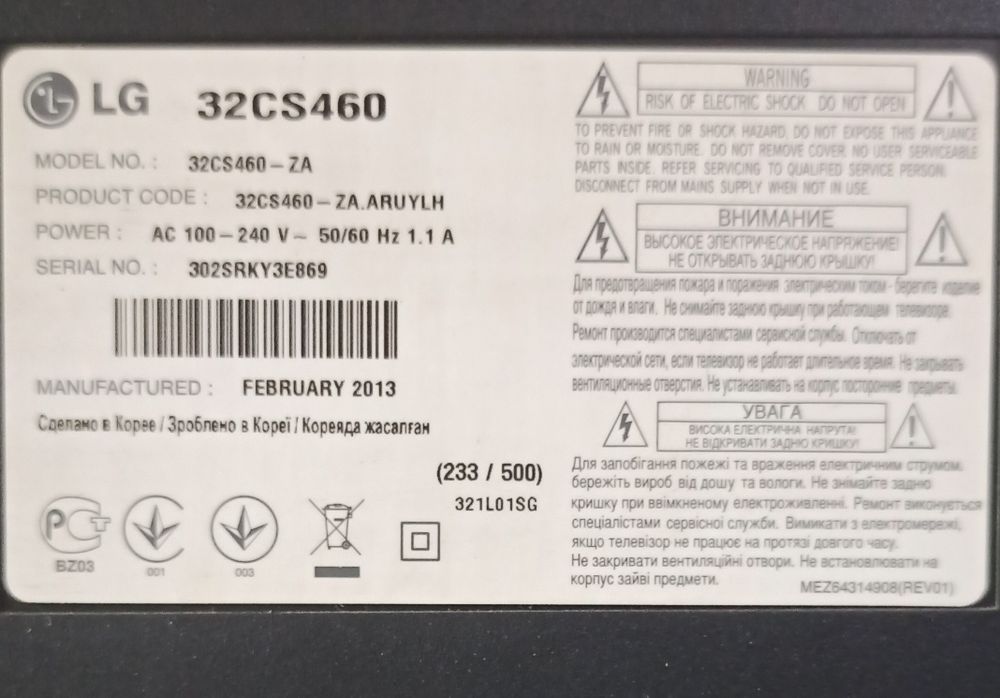 LG 32CS460
MODEL NO. : 32CS460-ZA
PRODUCT CODE : 32CS460-ZA.ARUYLH
POWER : AC 100-240 V~ 50/60 Hz 1.1 A
SERIAL NO. : 302SRKY3E869
MANUFACTURED : FEBRUARY 2013
Сделано в Корее / Зроблено в Кореї / Кореяда жасалған
(233 / 500)
321L01SG
РСТ
BZ03
001
003
WARNING
RISK OF ELECTRIC SHOCK DO NOT OPEN
TO PREVENT FIRE OR SHOCK HAZARD, DO NOT EXPOSE THIS APPLIANCE
TO RAIN OR MOISTURE. DO NOT REMOVE COVER. NO USER SERVICEABLE
PARTS INSIDE. REFER SERVICING TO QUALIFIED SERVICE PERSON.
DISCONNECT FROM MAINS SUPPLY WHEN NOT IN USE.
ВНИМАНИЕ
ВЫСОКОЕ ЭЛЕКТРИЧЕСКОЕ НАПРЯЖЕНИЕ!
НЕ ОТКРЫВАТЬ ЗАДНЮЮ КРЫШКУ!
Для предотвращения пожара и поражения электрическим током - берегите изделие
от дождя и влаги. Не снимайте заднюю крышку при работающем телевизоре.
Ремонт производится специалистами сервисной службы. Отключать от
электрической сети, если телевизор не работает длительное время. Не закрывать
вентиляционные отверстия. Не устанавливать на корпус посторонние предметы.
УВАГА
ВИСОКА ЕЛЕКТРИЧНА НАПРУГА!
НЕ ВІДКРИВАТИ ЗАДНЮ КРИШКУ!
Для запобігання пожежі та враження електричним струмом,
бережіть вироб від дощу та вологи. Не знімайте задню
кришку при ввімкненому електроживленні. Ремонт виконується
спеціалістами сервісної служби. Вимикати з електромережі,
якщо телевізор не працює на протязі довгого часу.
Не закривати вентиляційні отвори. Не встановлювати на
корпус зайві предмети.
MEZ64314908(REV01)